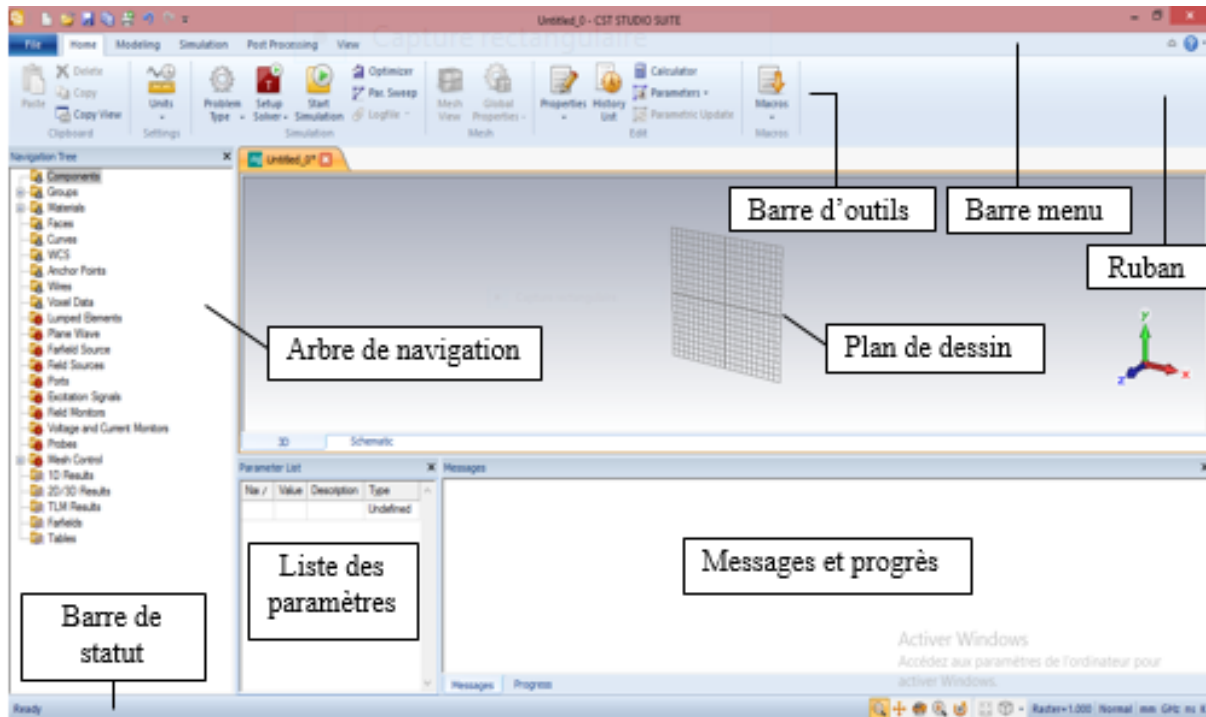 Untitled_0 - CST STUDIO SUITE
File Home Modeling Simulation Post Processing View
Capture rectangulaire
Paste
Delete
Copy
Copy View
Clipboard
Units
Settings
Problem Type
Setup Solver
Start Simulation
Optimizer
Par. Sweep
Logfile
Simulation
Mesh View
Global Properties
Mesh
Properties
History List
Calculator
Parameters
Parametric Update
Edit
Macros
Macros
Navigation Tree
Untitled_0*
Components
Groups
Materials
Faces
Curves
WCS
Anchor Points
Wires
Voxel Data
Lumped Elements
Plane Wave
Farfield Source
Field Sources
Ports
Excitation Signals
Field Monitors
Voltage and Current Monitors
Probes
Mesh Control
1D Results
2D/3D Results
TLM Results
Farfields
Tables
Barre d'outils
Barre menu
Ruban
Arbre de navigation
Plan de dessin
y
z
x
3D Schematic
Parameter List
Messages
Na / Value Description Type
Undefined
Liste des
paramètres
Messages et progrès
Barre de
statut
Activer Windows
Accédez aux paramètres de l'ordinateur pour
activer Windows.
Messages Progress
Ready
Raster=1.000 Normal mm GHz ns K